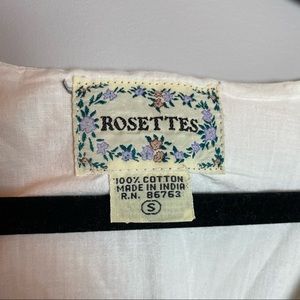 ROSETTES
100% COTTON
MADE IN INDIA
R.N. 86763
S